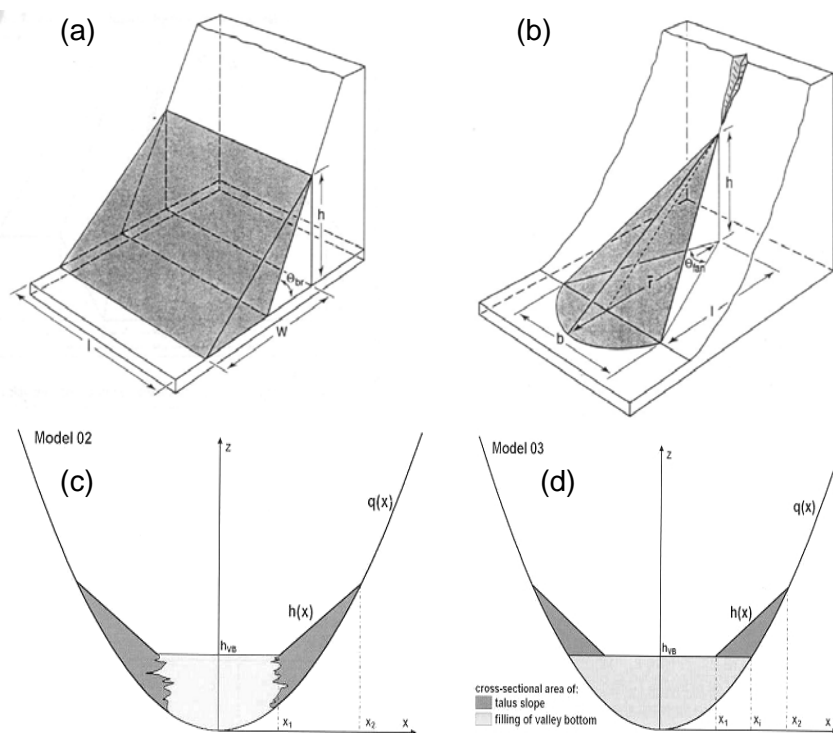 (a)
h
Θbr
l
W
(b)
h
Θfan
r̄
l
b
Model 02
z
(c)
q(x)
h(x)
hVB
x1
x2
x
Model 03
z
(d)
q(x)
h(x)
hVB
cross-sectional area of:
talus slope
filling of valley bottom
x1
xi
x2
x